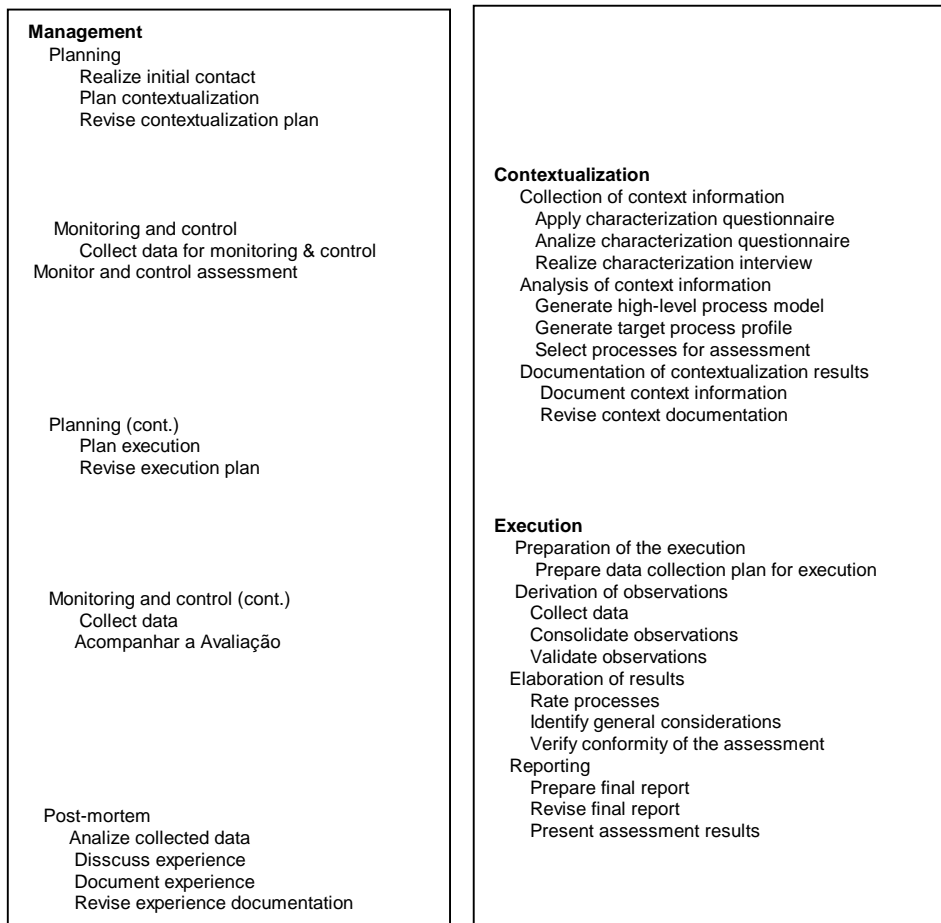 Management
Planning
Realize initial contact
Plan contextualization
Revise contextualization plan
Monitoring and control
Collect data for monitoring & control
Monitor and control assessment
Planning (cont.)
Plan execution
Revise execution plan
Monitoring and control (cont.)
Collect data
Acompanhar a Avaliação
Post-mortem
Analize collected data
Disscuss experience
Document experience
Revise experience documentation
Contextualization
Collection of context information
Apply characterization questionnaire
Analize characterization questionnaire
Realize characterization interview
Analysis of context information
Generate high-level process model
Generate target process profile
Select processes for assessment
Documentation of contextualization results
Document context information
Revise context documentation
Execution
Preparation of the execution
Prepare data collection plan for execution
Derivation of observations
Collect data
Consolidate observations
Validate observations
Elaboration of results
Rate processes
Identify general considerations
Verify conformity of the assessment
Reporting
Prepare final report
Revise final report
Present assessment results